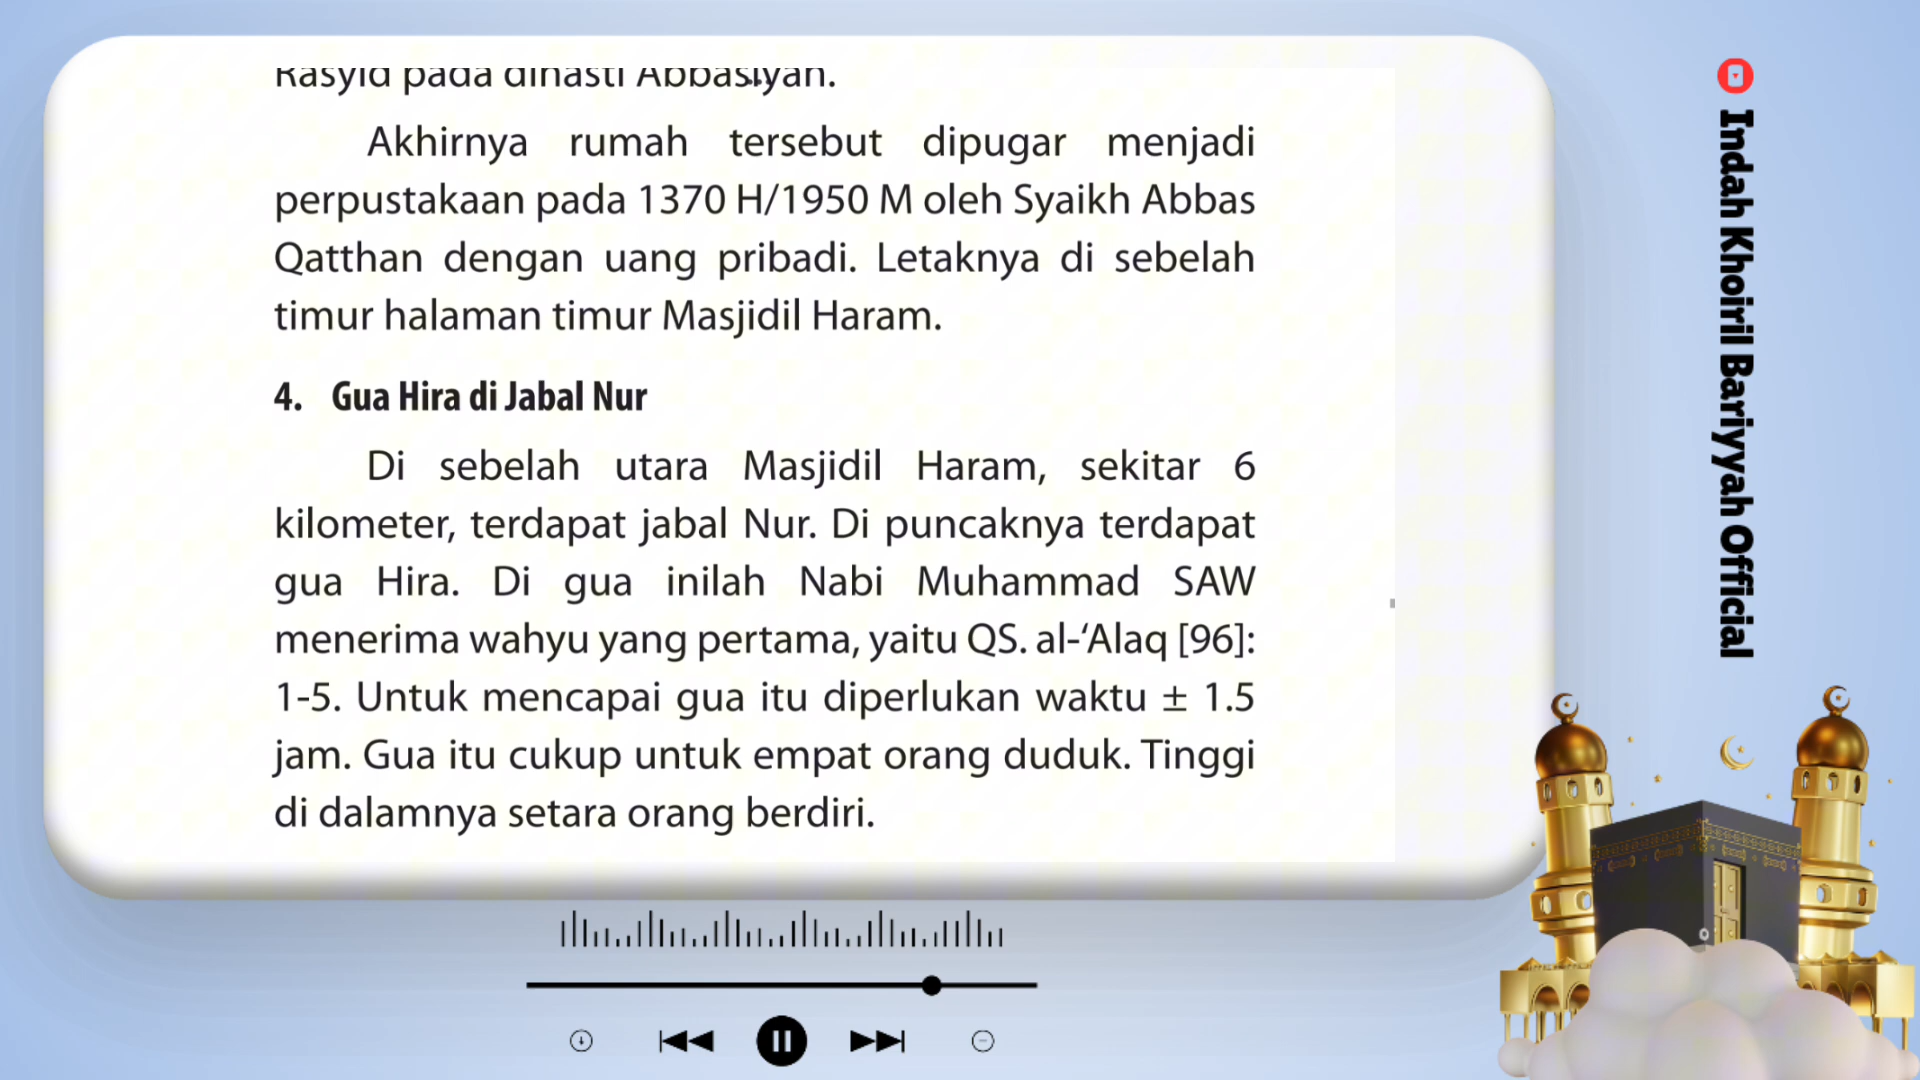 Rasyid pada dinasti Abbasiyah.
Akhirnya rumah tersebut dipugar menjadi
perpustakaan pada 1370 H/1950 M oleh Syaikh Abbas
Qatthan dengan uang pribadi. Letaknya di sebelah
timur halaman timur Masjidil Haram.
4. Gua Hira di Jabal Nur
Di sebelah utara Masjidil Haram, sekitar 6
kilometer, terdapat jabal Nur. Di puncaknya terdapat
gua Hira. Di gua inilah Nabi Muhammad SAW
menerima wahyu yang pertama, yaitu QS. al-‘Alaq [96]:
1-5. Untuk mencapai gua itu diperlukan waktu ± 1.5
jam. Gua itu cukup untuk empat orang duduk. Tinggi
di dalamnya setara orang berdiri.
Indah Khoiril Bariyyah Official